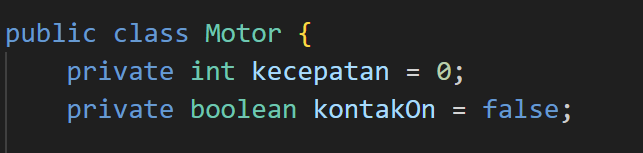 public class Motor {
    private int kecepatan = 0;
    private boolean kontakOn = false;